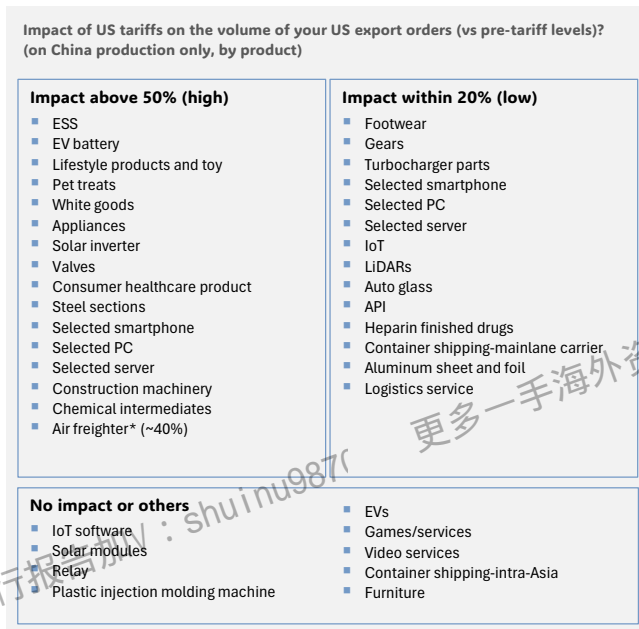 Impact of US tariffs on the volume of your US export orders (vs pre-tariff levels)?
(on China production only, by product)
Impact above 50% (high)
ESS
EV battery
Lifestyle products and toy
Pet treats
White goods
Appliances
Solar inverter
Valves
Consumer healthcare product
Steel sections
Selected smartphone
Selected PC
Selected server
Construction machinery
Chemical intermediates
Air freighter* (~40%)
Impact within 20% (low)
Footwear
Gears
Turbocharger parts
Selected smartphone
Selected PC
Selected server
IoT
LiDARs
Auto glass
API
Heparin finished drugs
Container shipping-mainlane carrier
Aluminum sheet and foil
Logistics service
No impact or others
IoT software
Solar modules
Relay
Plastic injection molding machine
EVs
Games/services
Video services
Container shipping-intra-Asia
Furniture
行报告加v：shuinu987
更多一手海外资